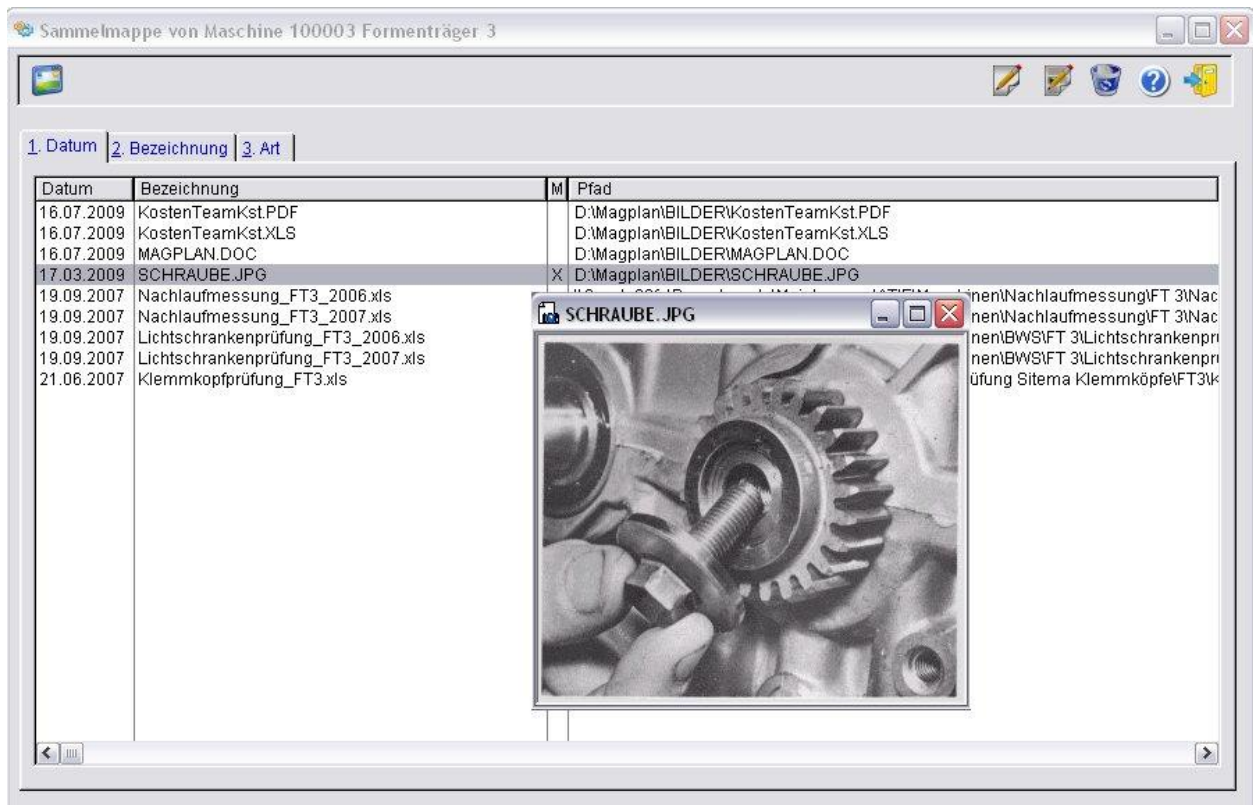 Sammelmappe von Maschine 100003 Formenträger 3
1. Datum 2. Bezeichnung 3. Art
Datum Bezeichnung M Pfad
16.07.2009 KostenTeamKst.PDF D:\Magplan\BILDER\KostenTeamKst.PDF
16.07.2009 KostenTeamKst.XLS D:\Magplan\BILDER\KostenTeamKst.XLS
16.07.2009 MAGPLAN.DOC D:\Magplan\BILDER\MAGPLAN.DOC
17.03.2009 SCHRAUBE.JPG X D:\Magplan\BILDER\SCHRAUBE.JPG
19.09.2007 Nachlaufmessung_FT3_2006.xls nen\Nachlaufmessung\FT 3\Nac
19.09.2007 Nachlaufmessung_FT3_2007.xls nen\Nachlaufmessung\FT 3\Nac
19.09.2007 Lichtschrankenprüfung_FT3_2006.xls nen\BWS\FT 3\Lichtschrankenprü
19.09.2007 Lichtschrankenprüfung_FT3_2007.xls nen\BWS\FT 3\Lichtschrankenprü
21.06.2007 Klemmkopfprüfung_FT3.xls üfung Sitema Klemmköpfe\FT3\K
SCHRAUBE.JPG